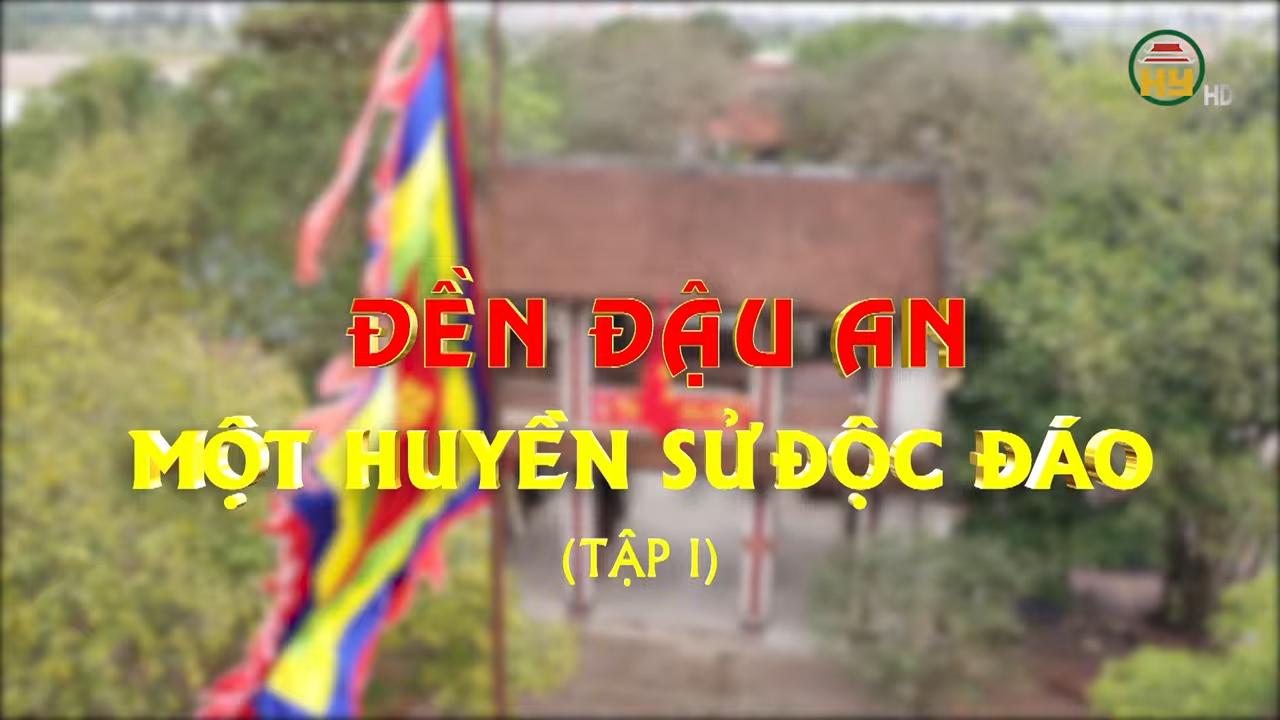 HY HD
ĐỀN ĐẬU AN
MỘT HUYỀN SỬ ĐỘC ĐÁO
(TẬP I)